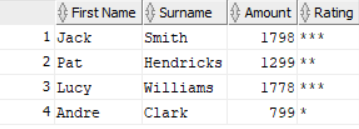 First Name Surname Amount Rating
1 Jack Smith 1798 ***
2 Pat Hendricks 1299 **
3 Lucy Williams 1778 ***
4 Andre Clark 799 *